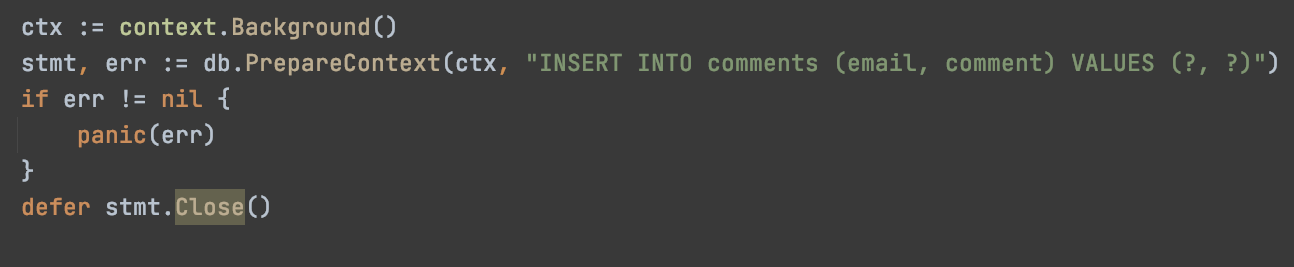 ctx := context.Background()
stmt, err := db.PrepareContext(ctx, "INSERT INTO comments (email, comment) VALUES (?, ?)")
if err != nil {
    panic(err)
}
defer stmt.Close()